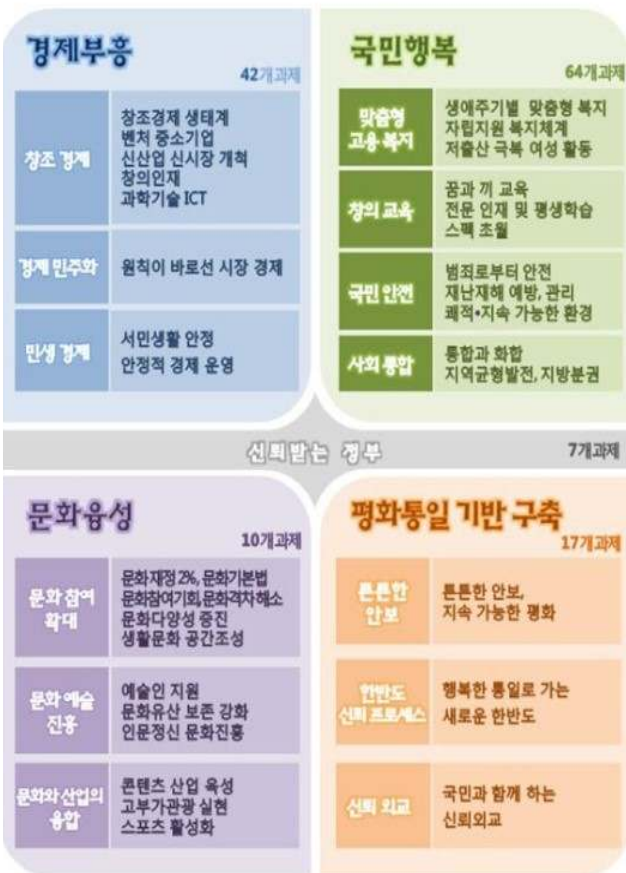 경제부흥
42개과제
창조 경제
창조경제 생태계
벤처 중소기업
신산업 신시장 개척
창의인재
과학기술 ICT
경제 민주화
원칙이 바로선 시장 경제
민생 경제
서민생활 안정
안정적 경제 운영
국민행복
64개과제
맞춤형
고용 복지
생애주기별 맞춤형 복지
자립지원 복지체계
저출산 극복 여성 활동
창의 교육
꿈과 끼 교육
전문 인재 및 평생학습
스펙 초월
국민 안전
범죄로부터 안전
재난재해 예방, 관리
쾌적•지속 가능한 환경
사회 통합
통합과 화합
지역균형발전, 지방분권
신뢰받는 정부
7개과제
문화융성
10개과제
문화 참여
확대
문화재정 2%, 문화기본법
문화참여기회, 문화격차해소
문화다양성 증진
생활문화 공간조성
문화 예술
진흥
예술인 지원
문화유산 보존 강화
인문정신 문화진흥
문화와 산업의
융합
콘텐츠 산업 육성
고부가관광 실현
스포츠 활성화
평화통일 기반 구축
17개과제
튼튼한
안보
튼튼한 안보,
지속 가능한 평화
한반도
신뢰 프로세스
행복한 통일로 가는
새로운 한반도
신뢰 외교
국민과 함께 하는
신뢰외교